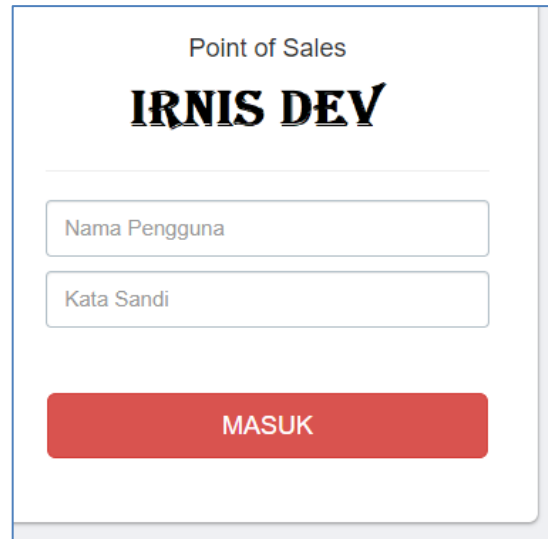 Point of Sales
IRNIS DEV
Nama Pengguna
Kata Sandi
MASUK